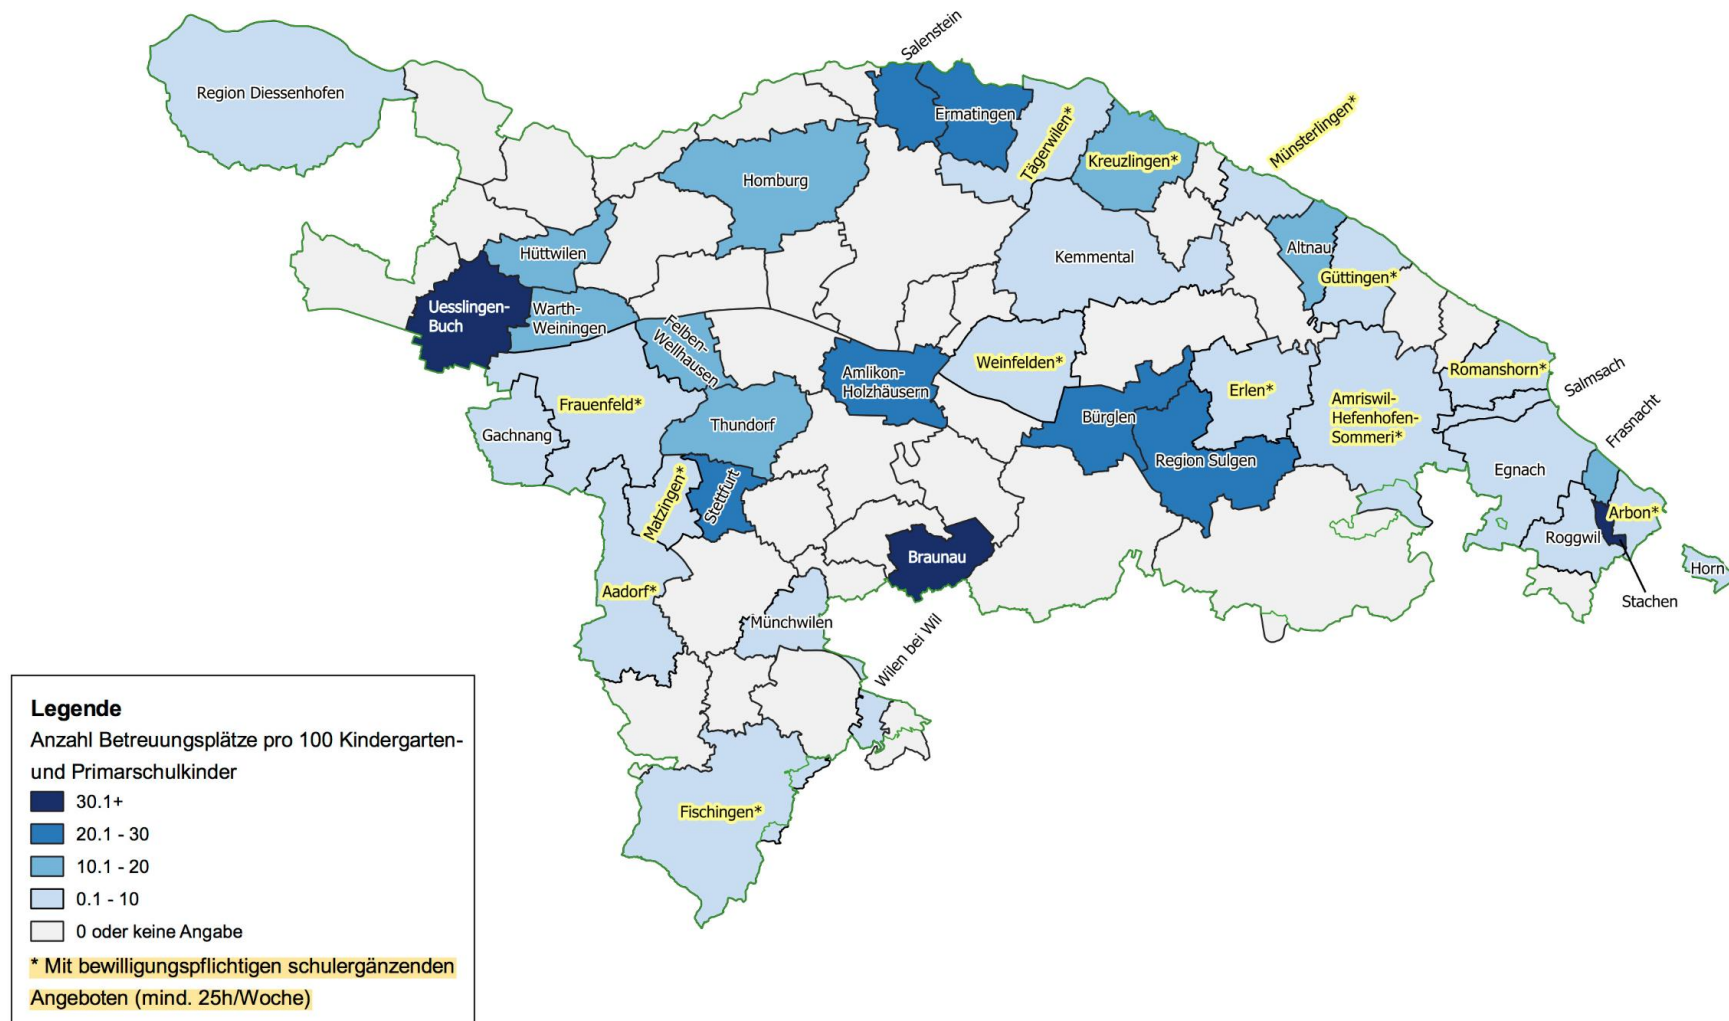 Salenstein
Region Diessenhofen
Ermatingen
Tägerwilen*
Münsterlingen*
Kreuzlingen*
Homburg
Hüttwilen
Altnau
Kemmental
Güttingen*
Uesslingen-
Buch
Warth-
Weiningen
Felben-
Wellhausen
Weinfelden*
Romanshorn*
Salmsach
Amlikon-
Holzhäusern
Erlen*
Frauenfeld*
Amriswil-
Hefenhofen-
Sommeri*
Frasnacht
Gachnang
Thundorf
Bürglen
Region Sulgen
Egnach
Matzingen*
Stettfurt
Arbon*
Roggwil
Braunau
Horn
Aadorf*
Stachen
Münchwilen
Wilen bei Wil
Fischingen*
Legende
Anzahl Betreuungsplätze pro 100 Kindergarten-
und Primarschulkinder
30.1+
20.1 - 30
10.1 - 20
0.1 - 10
0 oder keine Angabe
* Mit bewilligungspflichtigen schulergänzenden
Angeboten (mind. 25h/Woche)